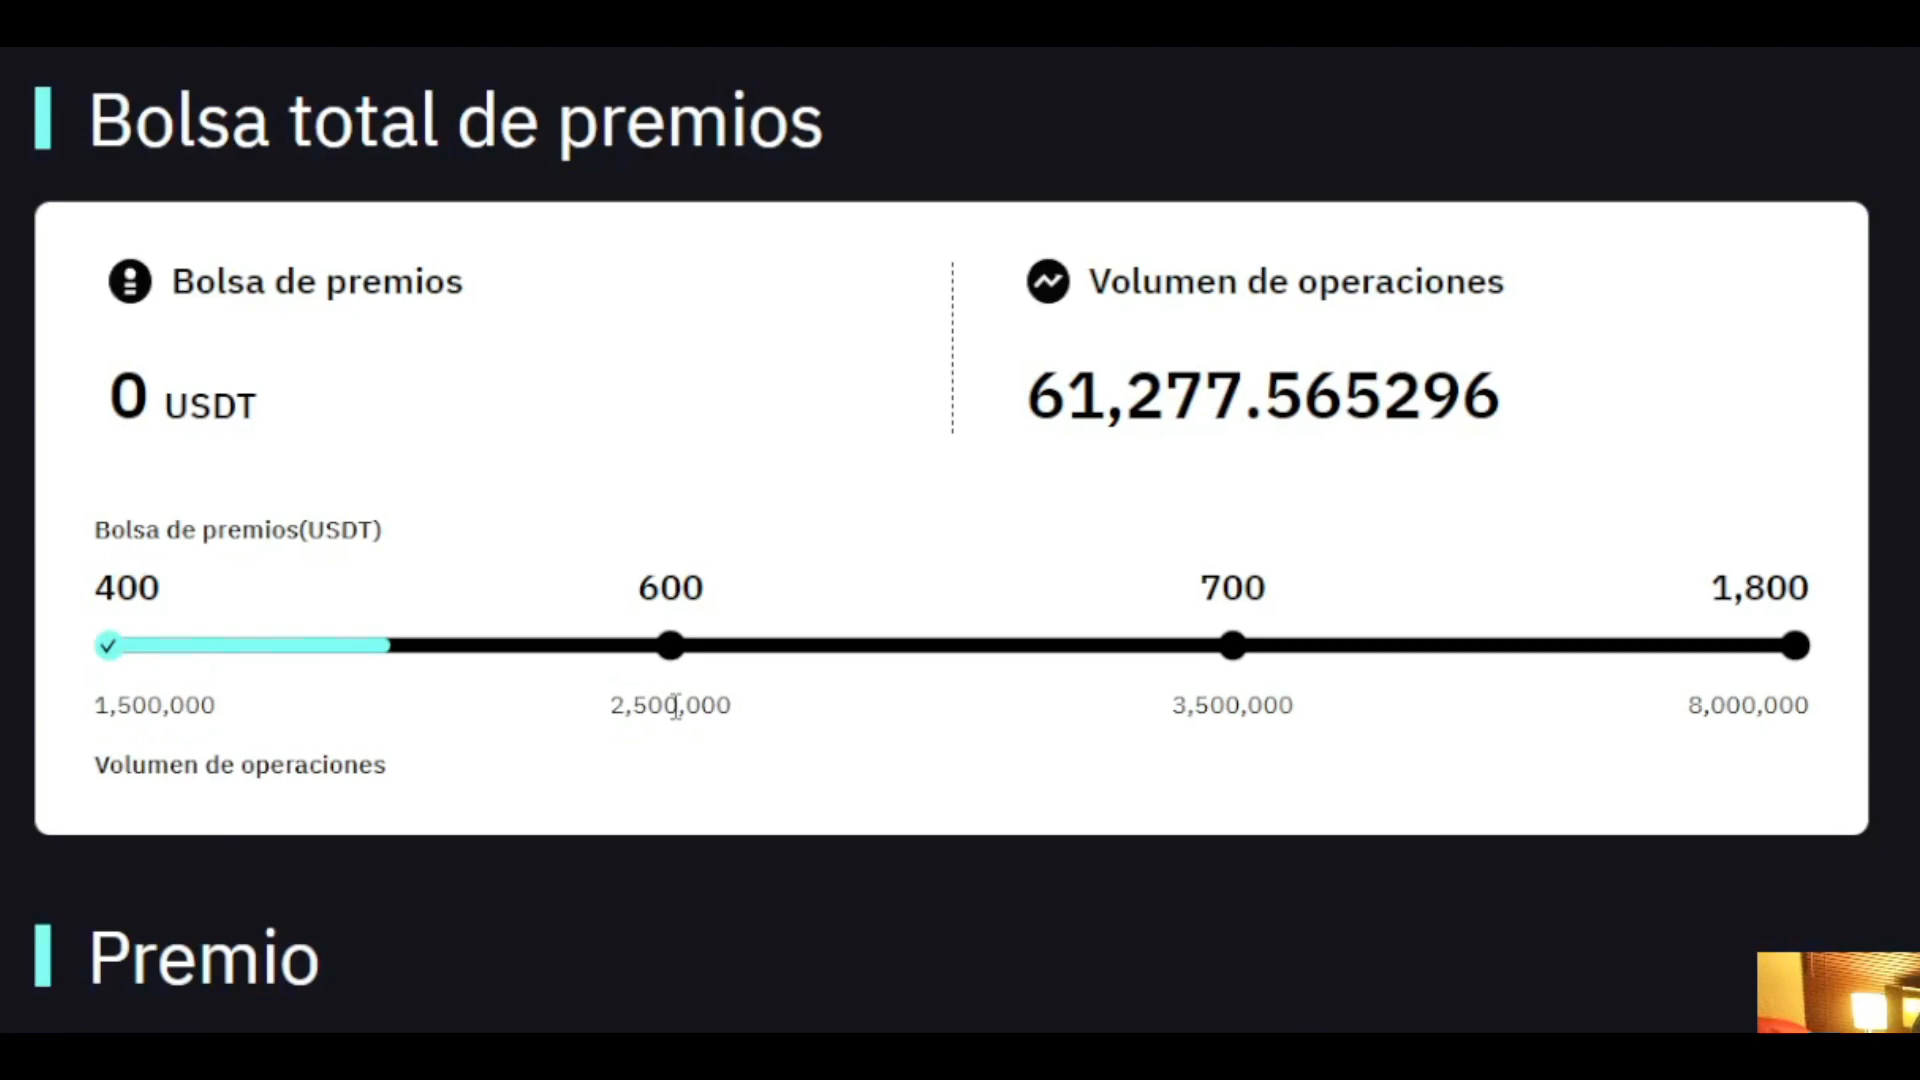 Bolsa total de premios
Bolsa de premios
Volumen de operaciones
0 USDT
61,277.565296
Bolsa de premios(USDT)
400 600 700 1,800
1,500,000 2,500,000 3,500,000 8,000,000
Volumen de operaciones
Premio